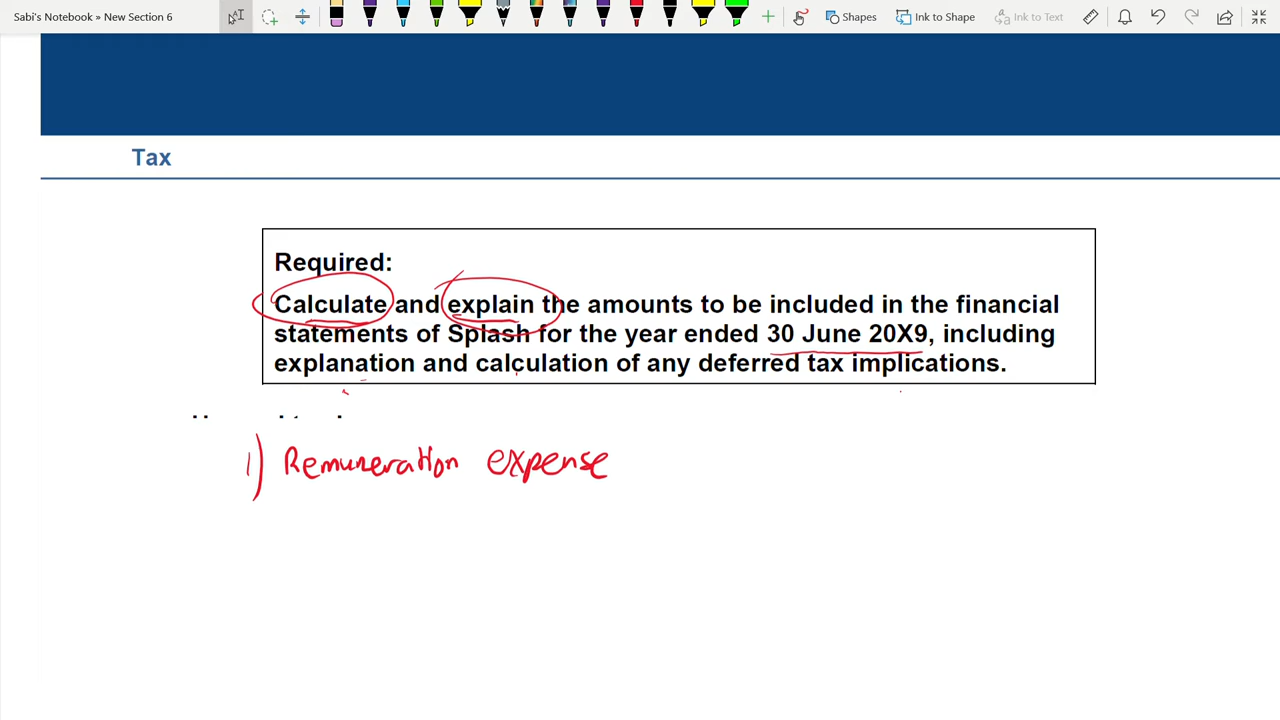 Sabi's Notebook » New Section 6
Shapes
Ink to Shape
Ink to Text
Tax
Required:
Calculate and explain the amounts to be included in the financial
statements of Splash for the year ended 30 June 20X9, including
explanation and calculation of any deferred tax implications.
1) Remuneration expense